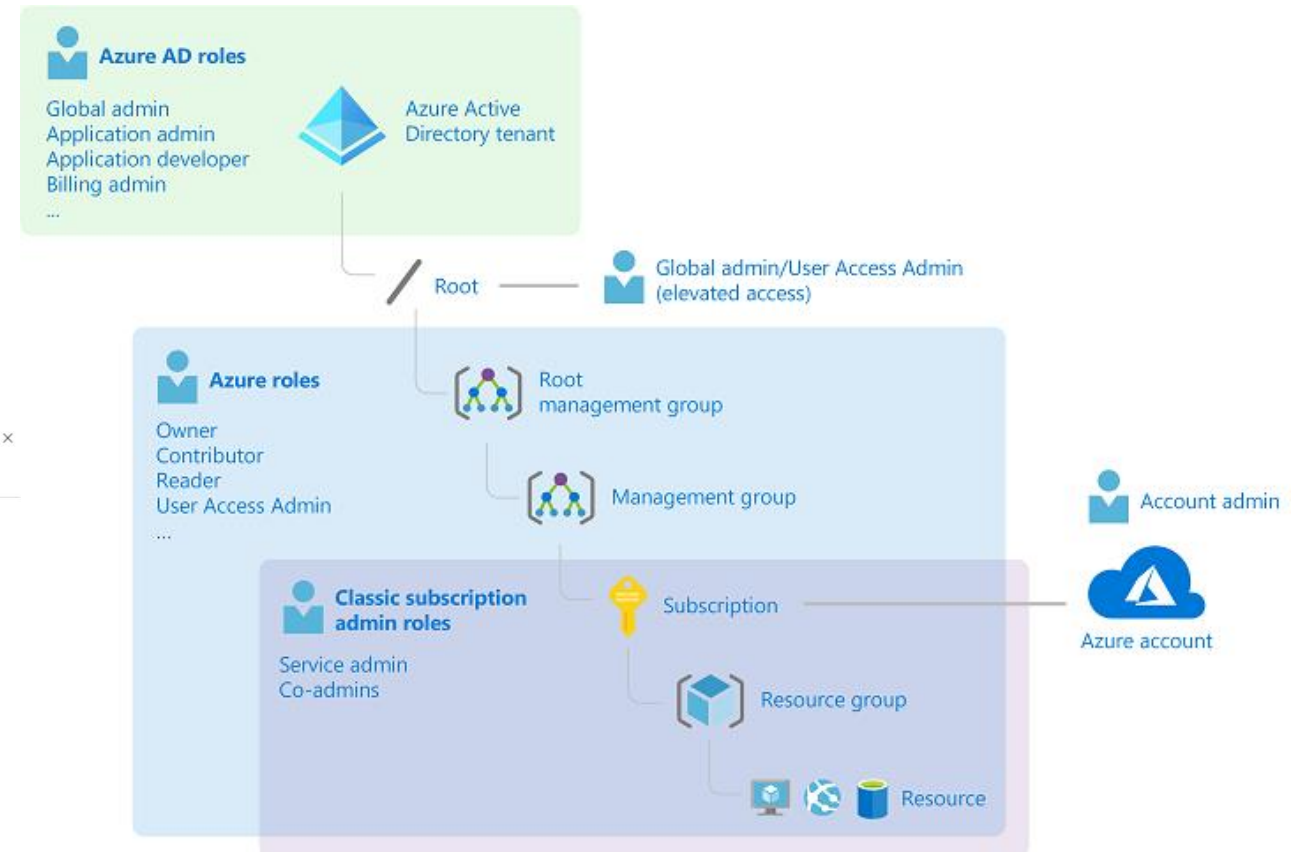 Azure AD roles
Global admin
Application admin
Application developer
Billing admin
...
Azure Active
Directory tenant
Root
Global admin/User Access Admin
(elevated access)
Azure roles
Owner
Contributor
Reader
User Access Admin
...
Root
management group
Management group
Classic subscription
admin roles
Service admin
Co-admins
Subscription
Account admin
Azure account
Resource group
Resource